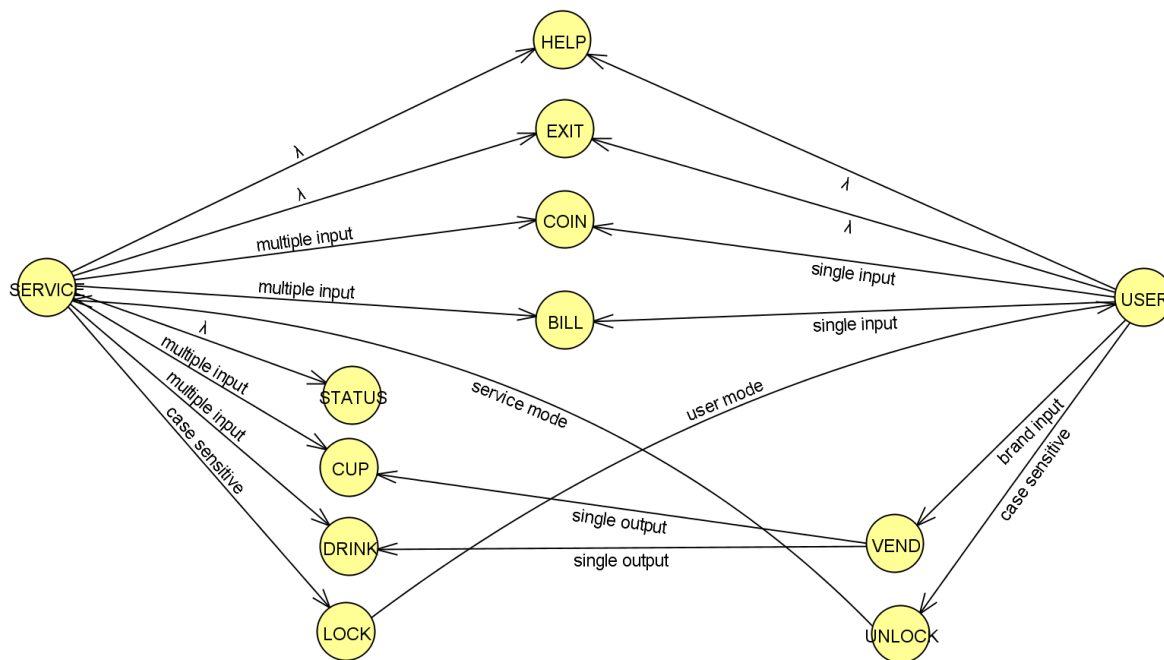 HELP
EXIT
λ
λ
λ
λ
COIN
multiple input
single input
SERVICE
USER
multiple input
BILL
single input
λ
multiple input
STATUS
multiple input
service mode
user mode
brand input
case sensitive
case sensitive
CUP
single output
DRINK
VEND
single output
LOCK
UNLOCK